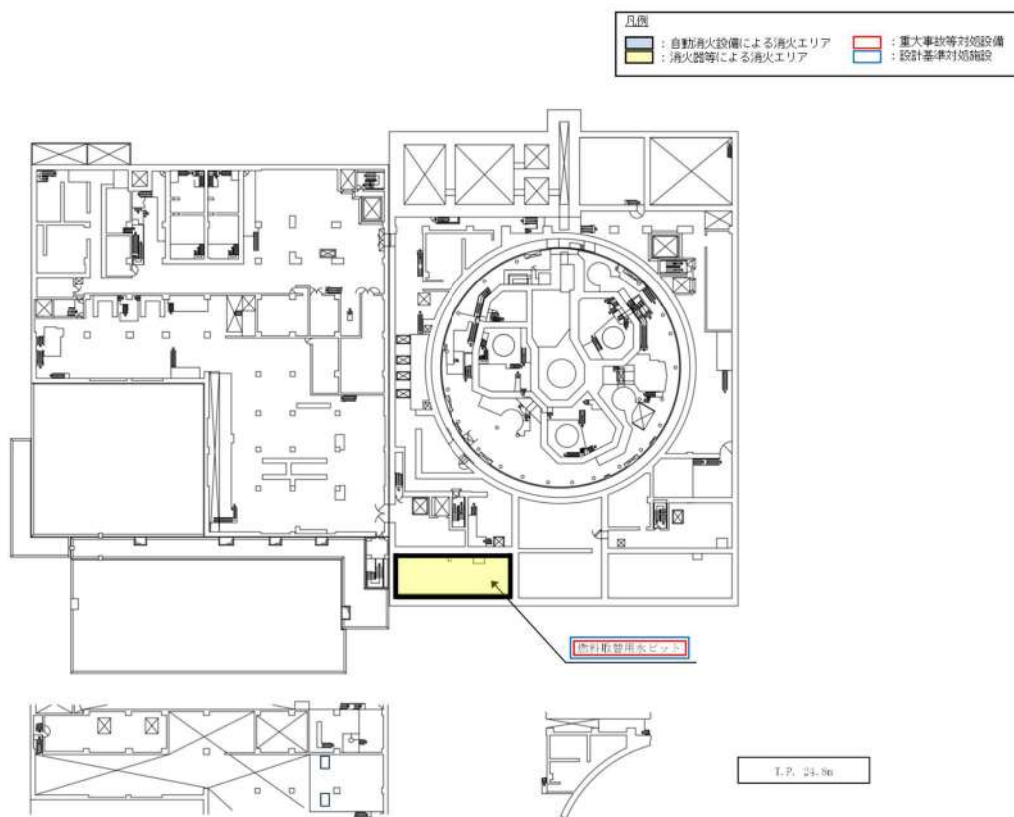 凡例
：自動消火設備による消火エリア
：重大事故等対処設備
：消火器等による消火エリア
：設計基準対処施設
燃料取替用水ピット
T.P. 24.8m